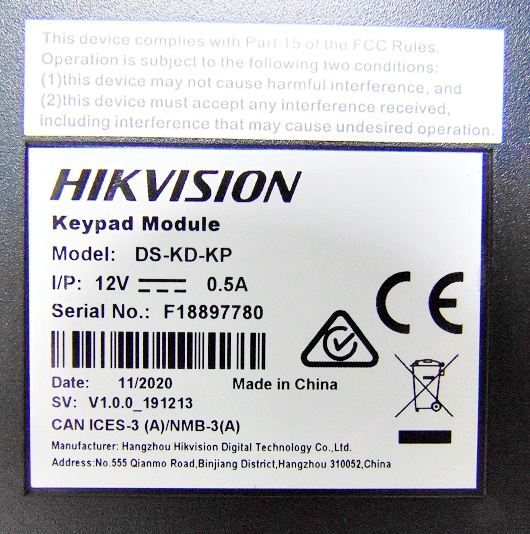 This device complies with Part 15 of the FCC Rules.
Operation is subject to the following two conditions:
(1)this device may not cause harmful interference, and
(2)this device must accept any interference received,
including interference that may cause undesired operation.
HIKVISION
Keypad Module
Model: DS-KD-KP
I/P: 12V 0.5A
Serial No.: F18897780
Date: 11/2020 Made in China
SV: V1.0.0_191213
CAN ICES-3 (A)/NMB-3(A)
Manufacturer: Hangzhou Hikvision Digital Technology Co.,Ltd.
Address:No.555 Qianmo Road,Binjiang District,Hangzhou 310052,China
CE